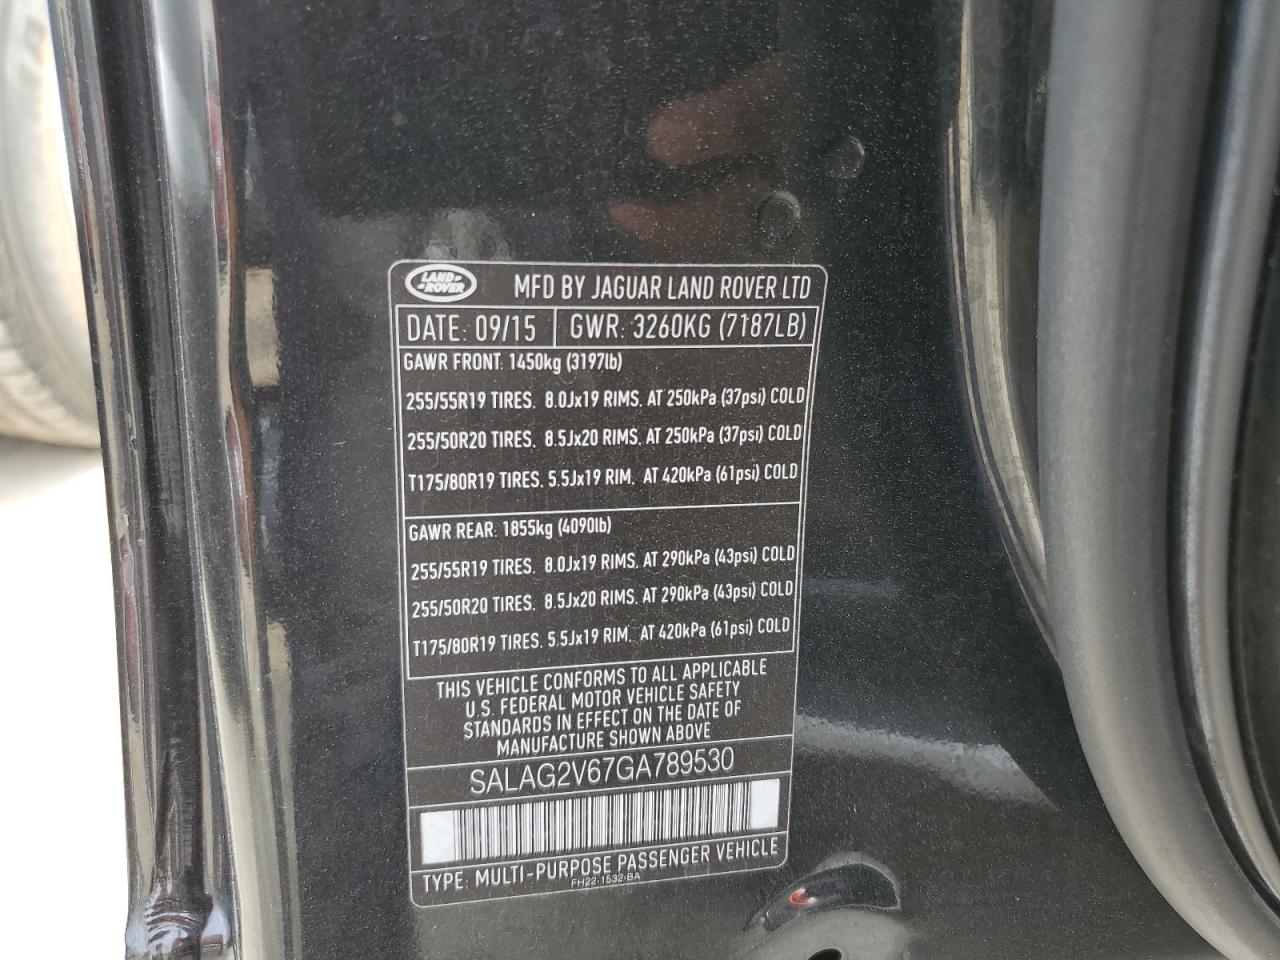 LAND-
-ROVER
MFD BY JAGUAR LAND ROVER LTD
DATE: 09/15 GWR: 3260KG (7187LB)
GAWR FRONT: 1450kg (3197lb)
255/55R19 TIRES. 8.0Jx19 RIMS. AT 250kPa (37psi) COLD
255/50R20 TIRES. 8.5Jx20 RIMS. AT 250kPa (37psi) COLD
T175/80R19 TIRES. 5.5Jx19 RIM. AT 420kPa (61psi) COLD
GAWR REAR: 1855kg (4090lb)
255/55R19 TIRES. 8.0Jx19 RIMS. AT 290kPa (43psi) COLD
255/50R20 TIRES. 8.5Jx20 RIMS. AT 290kPa (43psi) COLD
T175/80R19 TIRES. 5.5Jx19 RIM. AT 420kPa (61psi) COLD
THIS VEHICLE CONFORMS TO ALL APPLICABLE
U.S. FEDERAL MOTOR VEHICLE SAFETY
STANDARDS IN EFFECT ON THE DATE OF
MANUFACTURE SHOWN ABOVE
SALAG2V67GA789530
TYPE: MULTI-PURPOSE PASSENGER VEHICLE
FH22-1532-BA